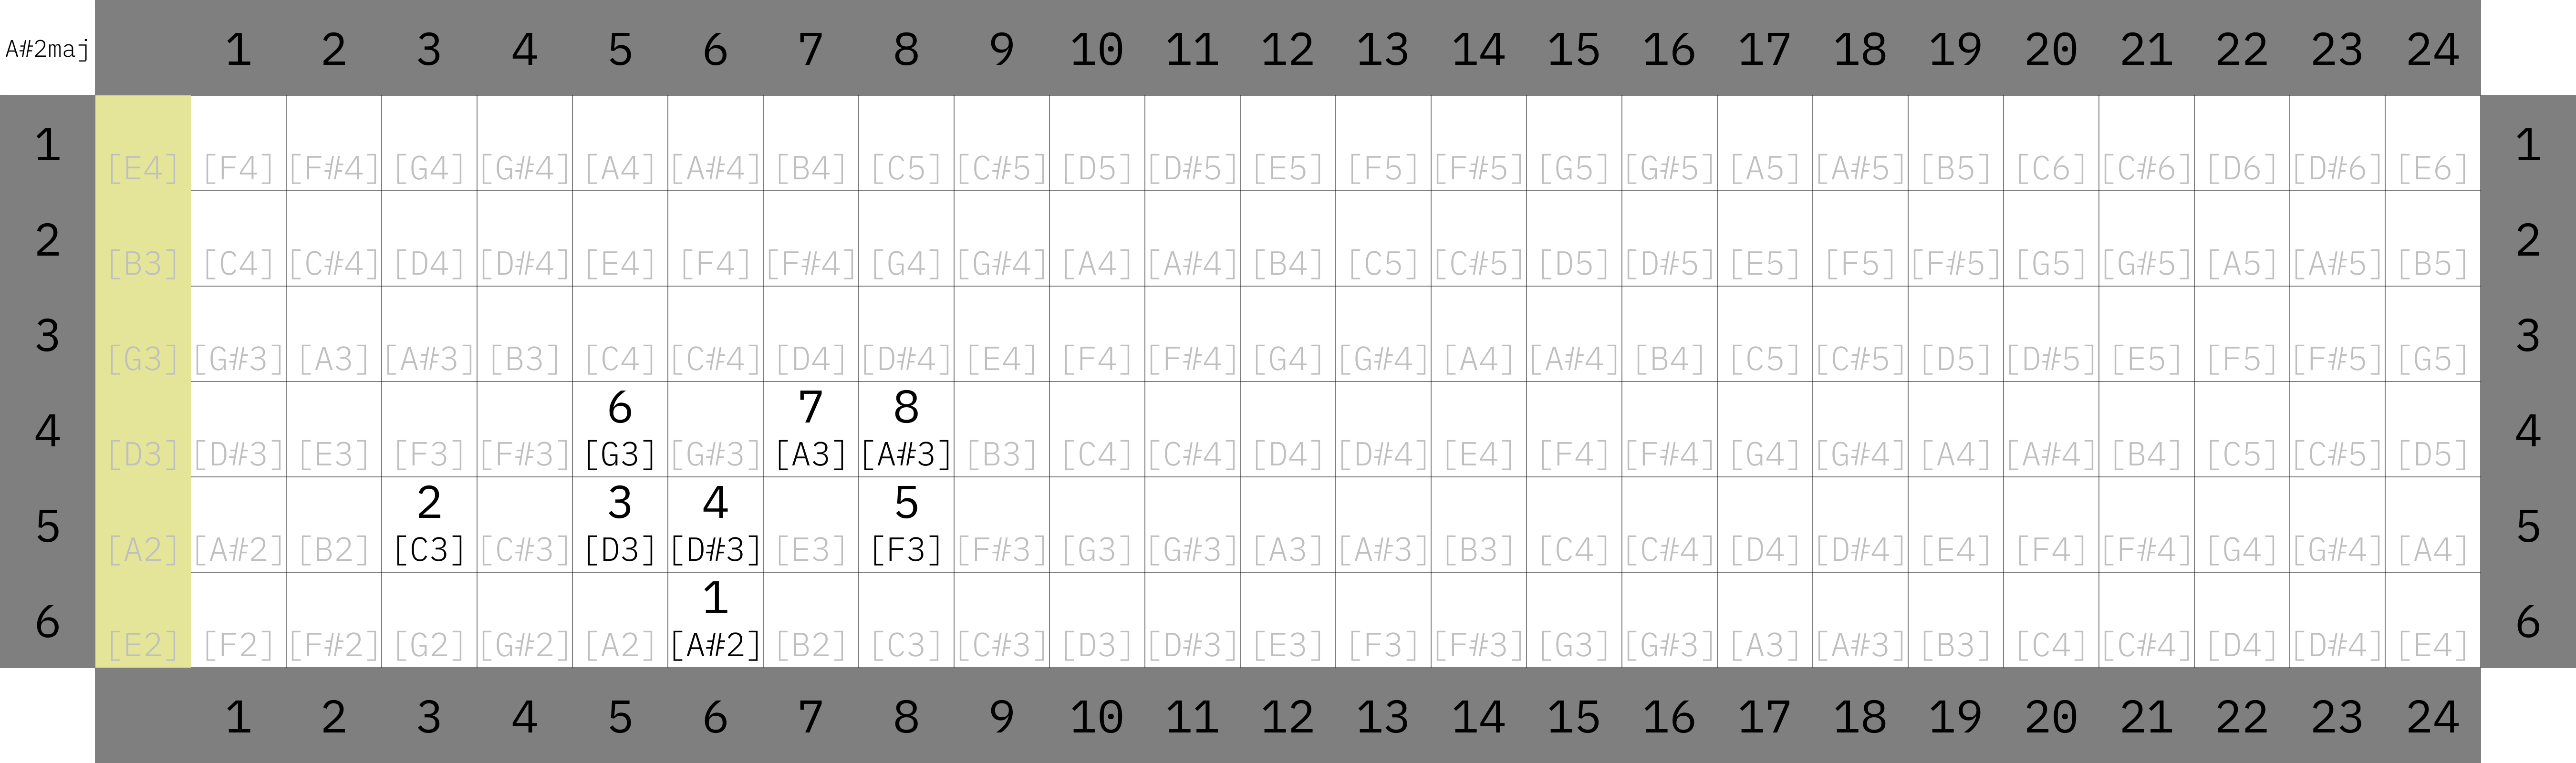 A#2maj 1 2 3 4 5 6 7 8 9 10 11 12 13 14 15 16 17 18 19 20 21 22 23 24
1 [E4] [F4] [F#4] [G4] [G#4] [A4] [A#4] [B4] [C5] [C#5] [D5] [D#5] [E5] [F5] [F#5] [G5] [G#5] [A5] [A#5] [B5] [C6] [C#6] [D6] [D#6] [E6] 1
2 [B3] [C4] [C#4] [D4] [D#4] [E4] [F4] [F#4] [G4] [G#4] [A4] [A#4] [B4] [C5] [C#5] [D5] [D#5] [E5] [F5] [F#5] [G5] [G#5] [A5] [A#5] [B5] 2
3 [G3] [G#3] [A3] [A#3] [B3] [C4] [C#4] [D4] [D#4] [E4] [F4] [F#4] [G4] [G#4] [A4] [A#4] [B4] [C5] [C#5] [D5] [D#5] [E5] [F5] [F#5] [G5] 3
6 7 8
4 [D3] [D#3] [E3] [F3] [F#3] [G3] [G#3] [A3] [A#3] [B3] [C4] [C#4] [D4] [D#4] [E4] [F4] [F#4] [G4] [G#4] [A4] [A#4] [B4] [C5] [C#5] [D5] 4
2 3 4 5
5 [A2] [A#2] [B2] [C3] [C#3] [D3] [D#3] [E3] [F3] [F#3] [G3] [G#3] [A3] [A#3] [B3] [C4] [C#4] [D4] [D#4] [E4] [F4] [F#4] [G4] [G#4] [A4] 5
1
6 [E2] [F2] [F#2] [G2] [G#2] [A2] [A#2] [B2] [C3] [C#3] [D3] [D#3] [E3] [F3] [F#3] [G3] [G#3] [A3] [A#3] [B3] [C4] [C#4] [D4] [D#4] [E4] 6
1 2 3 4 5 6 7 8 9 10 11 12 13 14 15 16 17 18 19 20 21 22 23 24